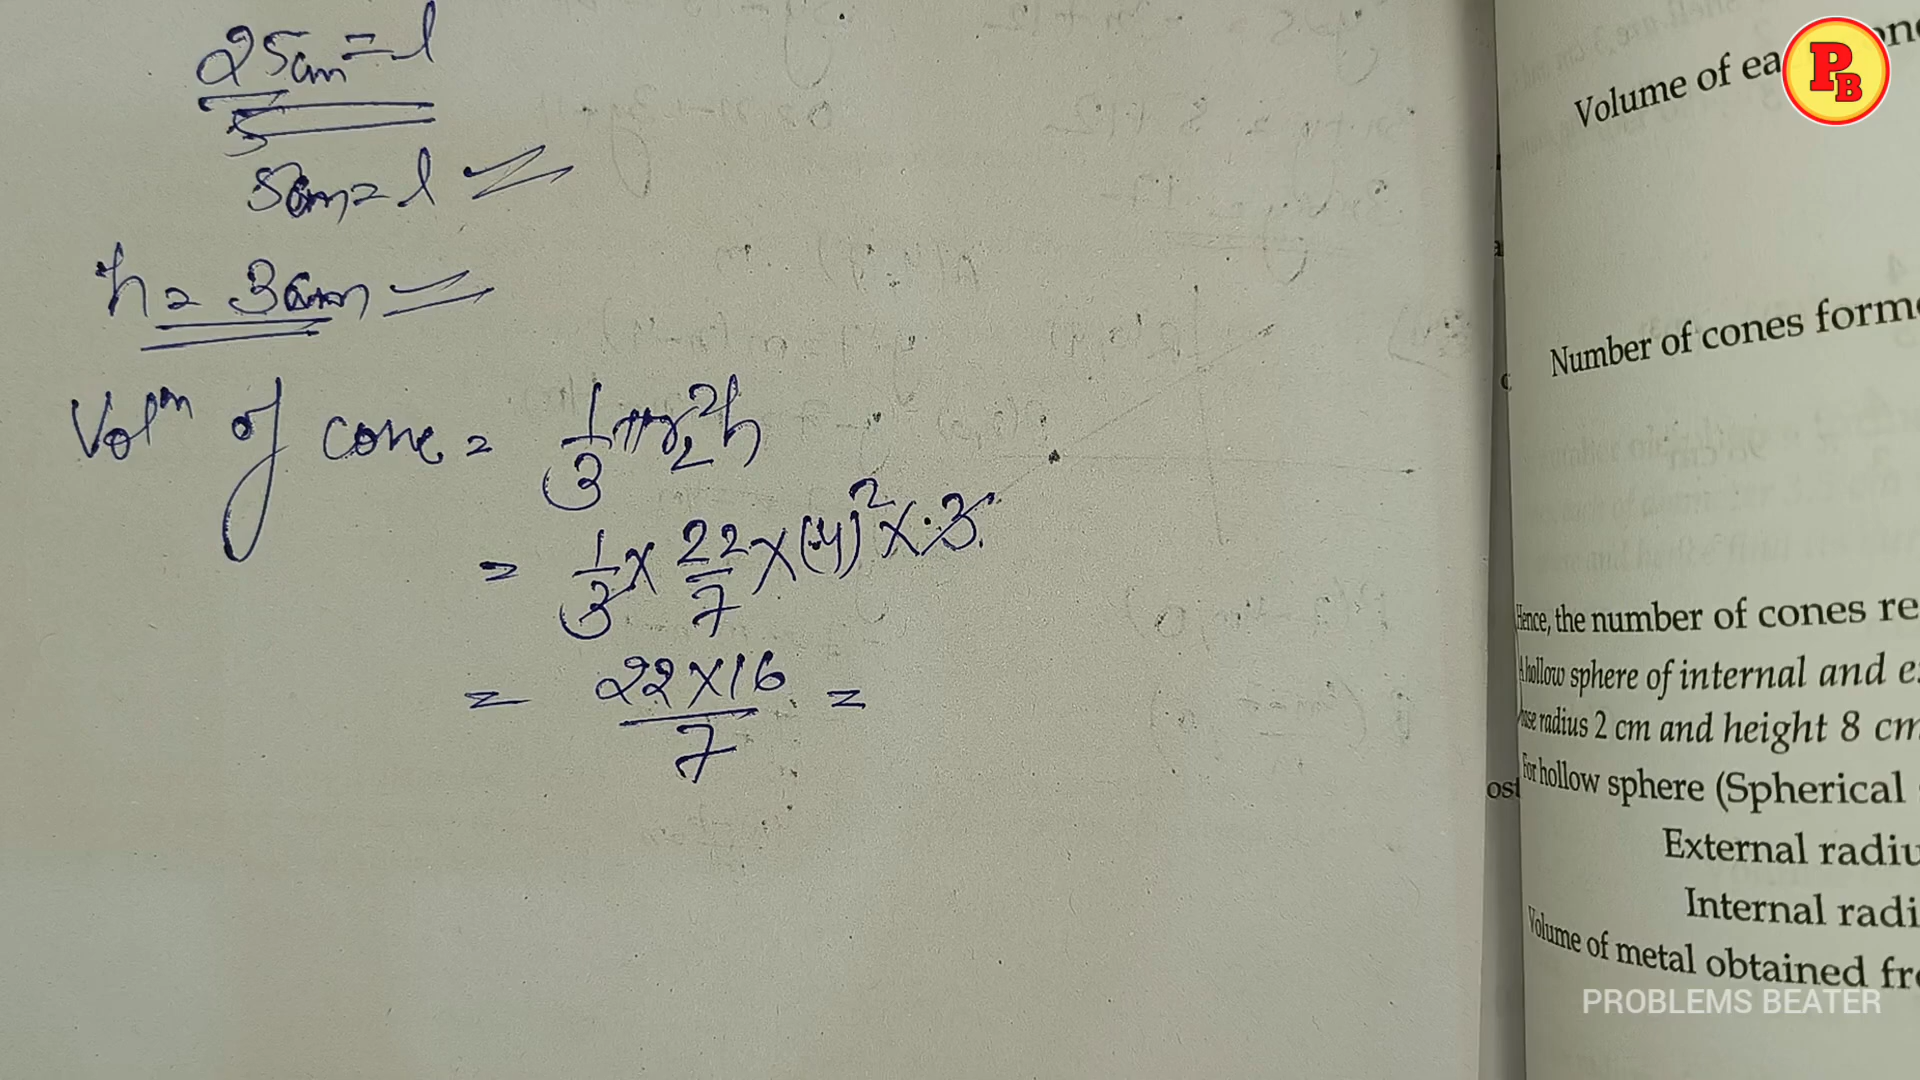 25cm = l
5
5cm = l
h = 3cm
Volm of cone = 1/3 πr²h
= 1/3 × 22/7 × (4)² × 3
= 22×16/7 =
Volume of ea
Number of cones forme
Hence, the number of cones re
A hollow sphere of internal and e
base radius 2 cm and height 8 cm
For hollow sphere (Spherical
External radiu
Internal radi
Volume of metal obtained fr
PB
PROBLEMS BEATER